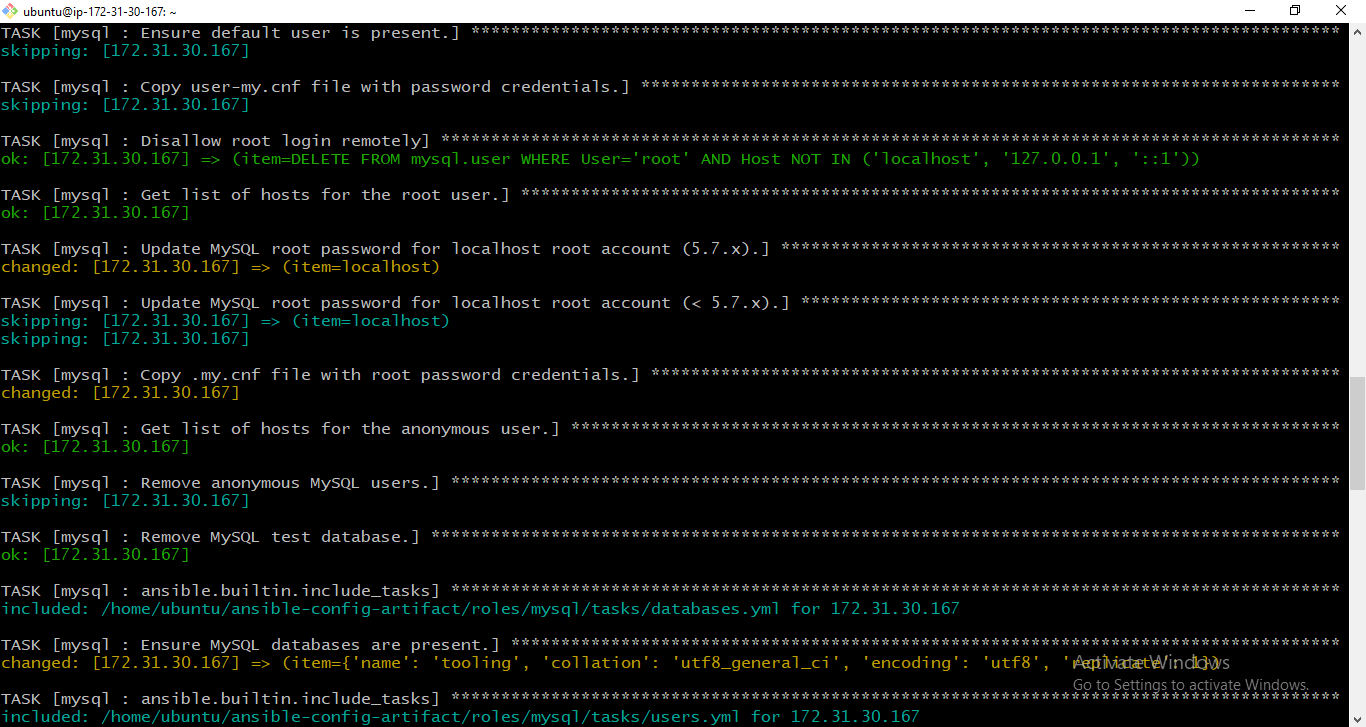 ubuntu@ip-172-31-30-167: ~
TASK [mysql : Ensure default user is present.] ***************************************************************************************
skipping: [172.31.30.167]
TASK [mysql : Copy user-my.cnf file with password credentials.] **********************************************************************
skipping: [172.31.30.167]
TASK [mysql : Disallow root login remotely] ******************************************************************************************
ok: [172.31.30.167] => (item=DELETE FROM mysql.user WHERE User='root' AND Host NOT IN ('localhost', '127.0.0.1', '::1'))
TASK [mysql : Get list of hosts for the root user.] **********************************************************************************
ok: [172.31.30.167]
TASK [mysql : Update MySQL root password for localhost root account (5.7.x).] ********************************************************
changed: [172.31.30.167] => (item=localhost)
TASK [mysql : Update MySQL root password for localhost root account (< 5.7.x).] ******************************************************
skipping: [172.31.30.167] => (item=localhost)
skipping: [172.31.30.167]
TASK [mysql : Copy .my.cnf file with root password credentials.] *********************************************************************
changed: [172.31.30.167]
TASK [mysql : Get list of hosts for the anonymous user.] *****************************************************************************
ok: [172.31.30.167]
TASK [mysql : Remove anonymous MySQL users.] *****************************************************************************************
skipping: [172.31.30.167]
TASK [mysql : Remove MySQL test database.] *******************************************************************************************
ok: [172.31.30.167]
TASK [mysql : ansible.builtin.include_tasks] *****************************************************************************************
included: /home/ubuntu/ansible-config-artifact/roles/mysql/tasks/databases.yml for 172.31.30.167
TASK [mysql : Ensure MySQL databases are present.] ***********************************************************************************
changed: [172.31.30.167] => (item={'name': 'tooling', 'collation': 'utf8_general_ci', 'encoding': 'utf8', 'replicate': 1})
Activate Windows
Go to Settings to activate Windows.
TASK [mysql : ansible.builtin.include_tasks] *****************************************************************************************
included: /home/ubuntu/ansible-config-artifact/roles/mysql/tasks/users.yml for 172.31.30.167